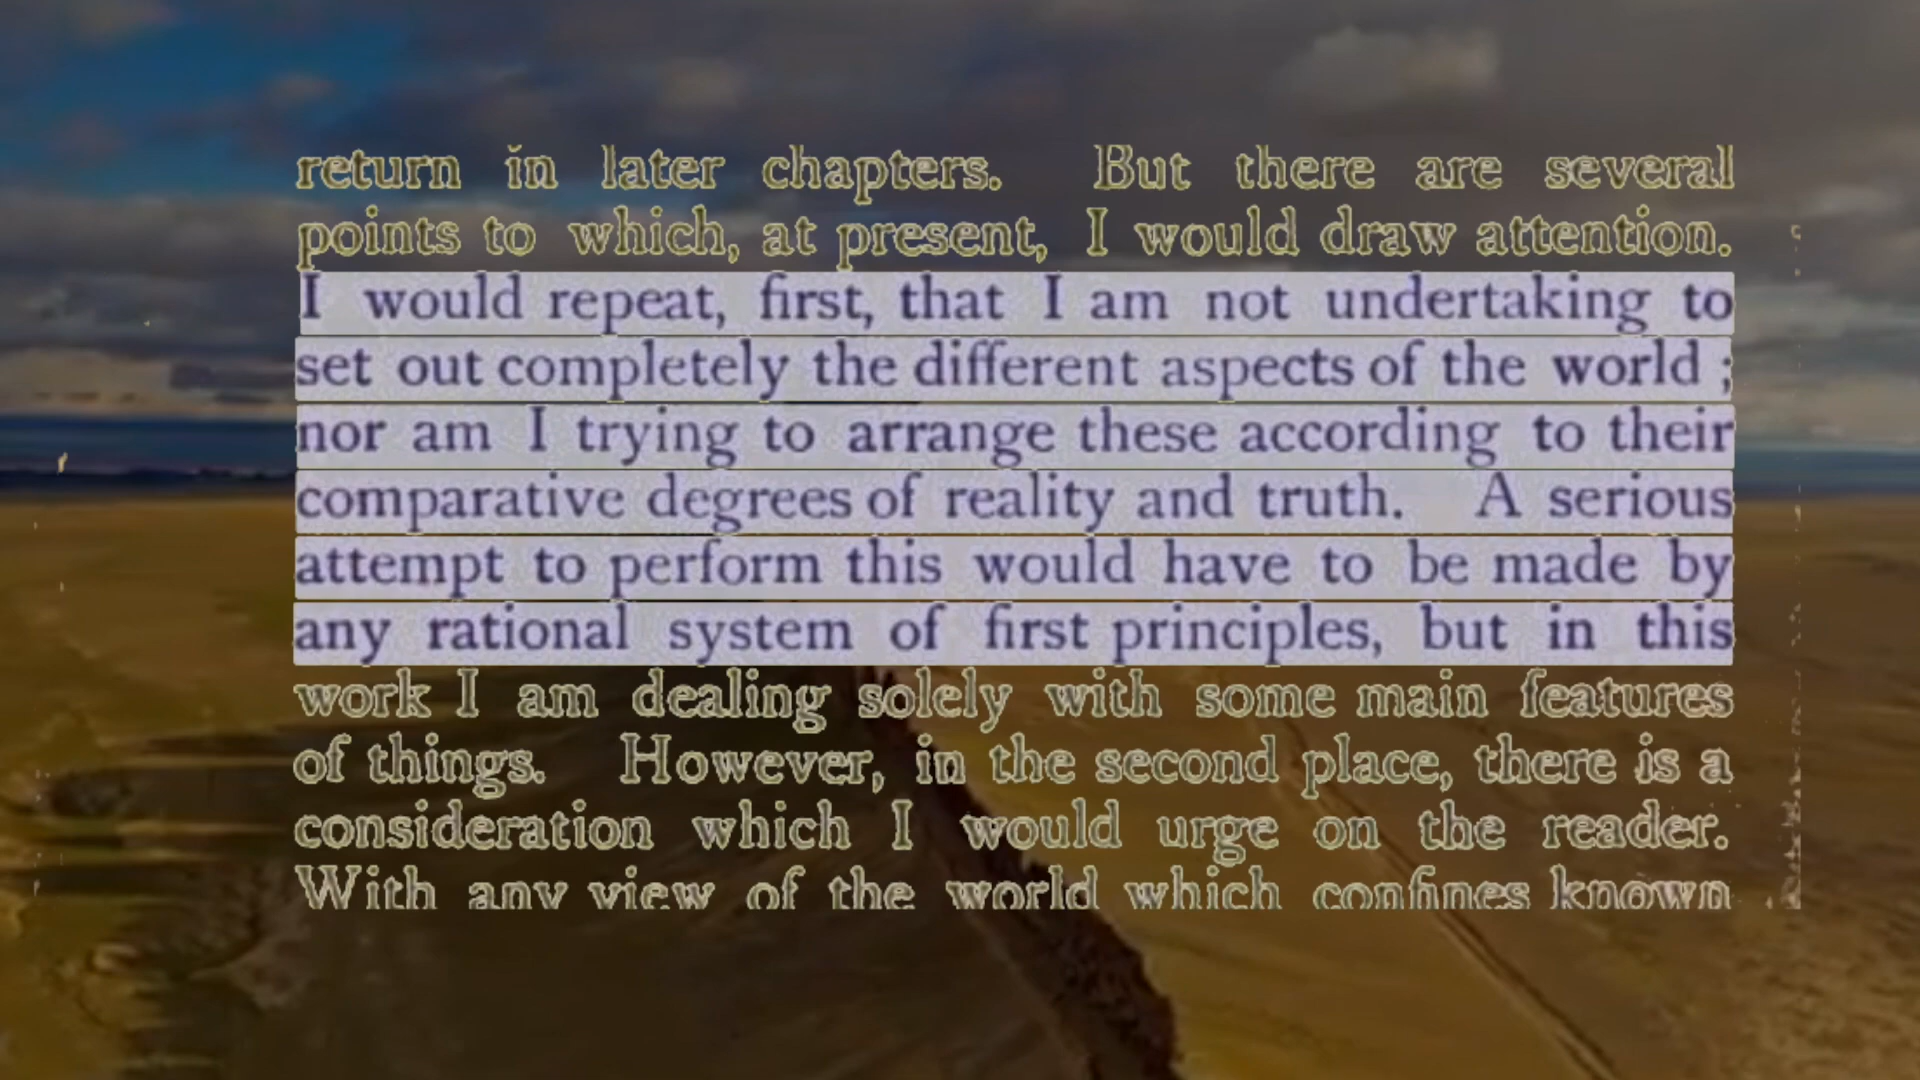 return in later chapters. But there are several
points to which, at present, I would draw attention.
I would repeat, first, that I am not undertaking to
set out completely the different aspects of the world ;
nor am I trying to arrange these according to their
comparative degrees of reality and truth. A serious
attempt to perform this would have to be made by
any rational system of first principles, but in this
work I am dealing solely with some main features
of things. However, in the second place, there is a
consideration which I would urge on the reader.
With any view of the world which confines known